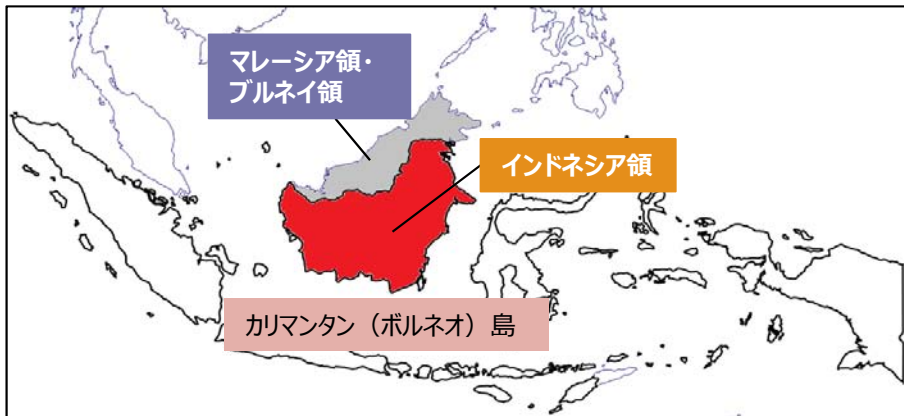 マレーシア領・
ブルネイ領
インドネシア領
カリマンタン（ボルネオ）島